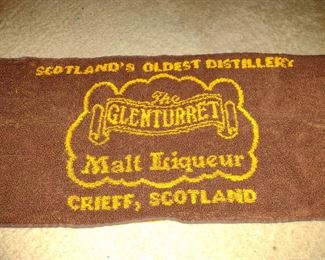 SCOTLAND'S OLDEST DISTILLERY
The
GLENTURRET
Malt Liqueur
CRIEFF, SCOTLAND